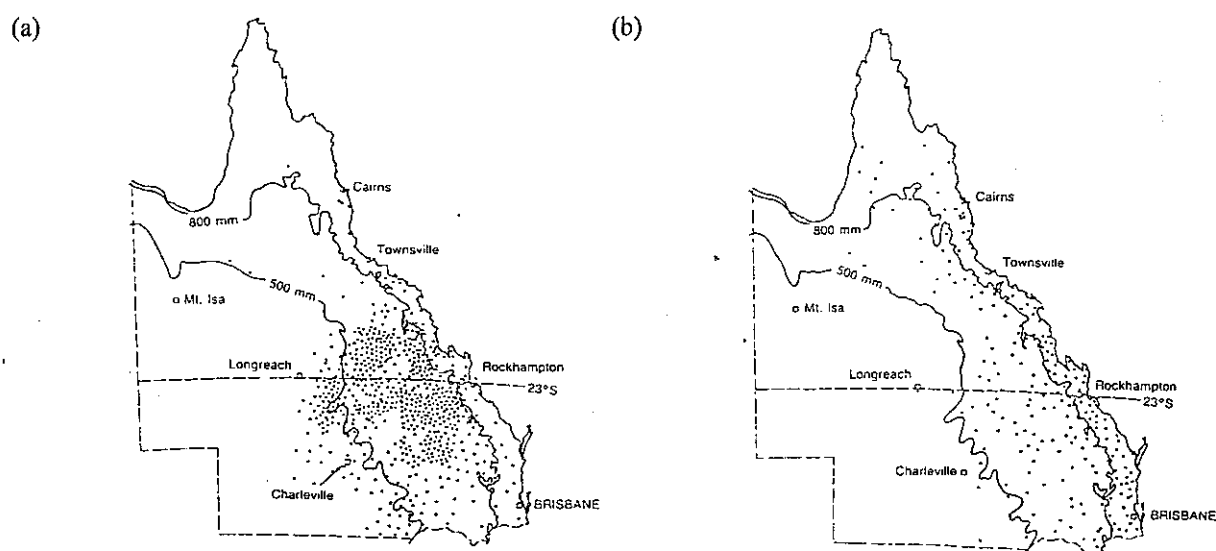 (a)
Cairns
800 mm
Townsville
500 mm
Mt. Isa
Longreach
Rockhampton
23°S
Charleville
BRISBANE
(b)
Cairns
800 mm
Townsville
500 mm
Mt. Isa
Longreach
Rockhampton
23°S
Charleville
BRISBANE